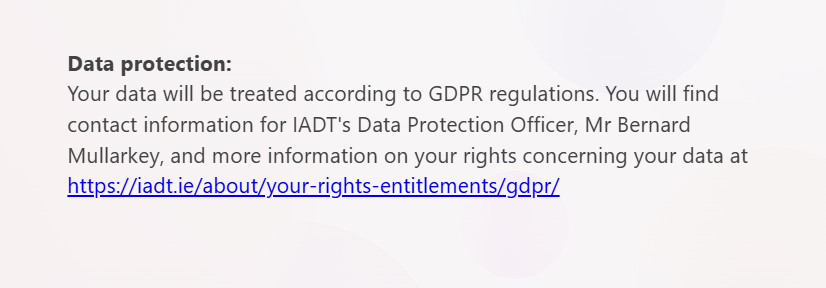 Data protection:
Your data will be treated according to GDPR regulations. You will find
contact information for IADT's Data Protection Officer, Mr Bernard
Mullarkey, and more information on your rights concerning your data at
https://iadt.ie/about/your-rights-entitlements/gdpr/